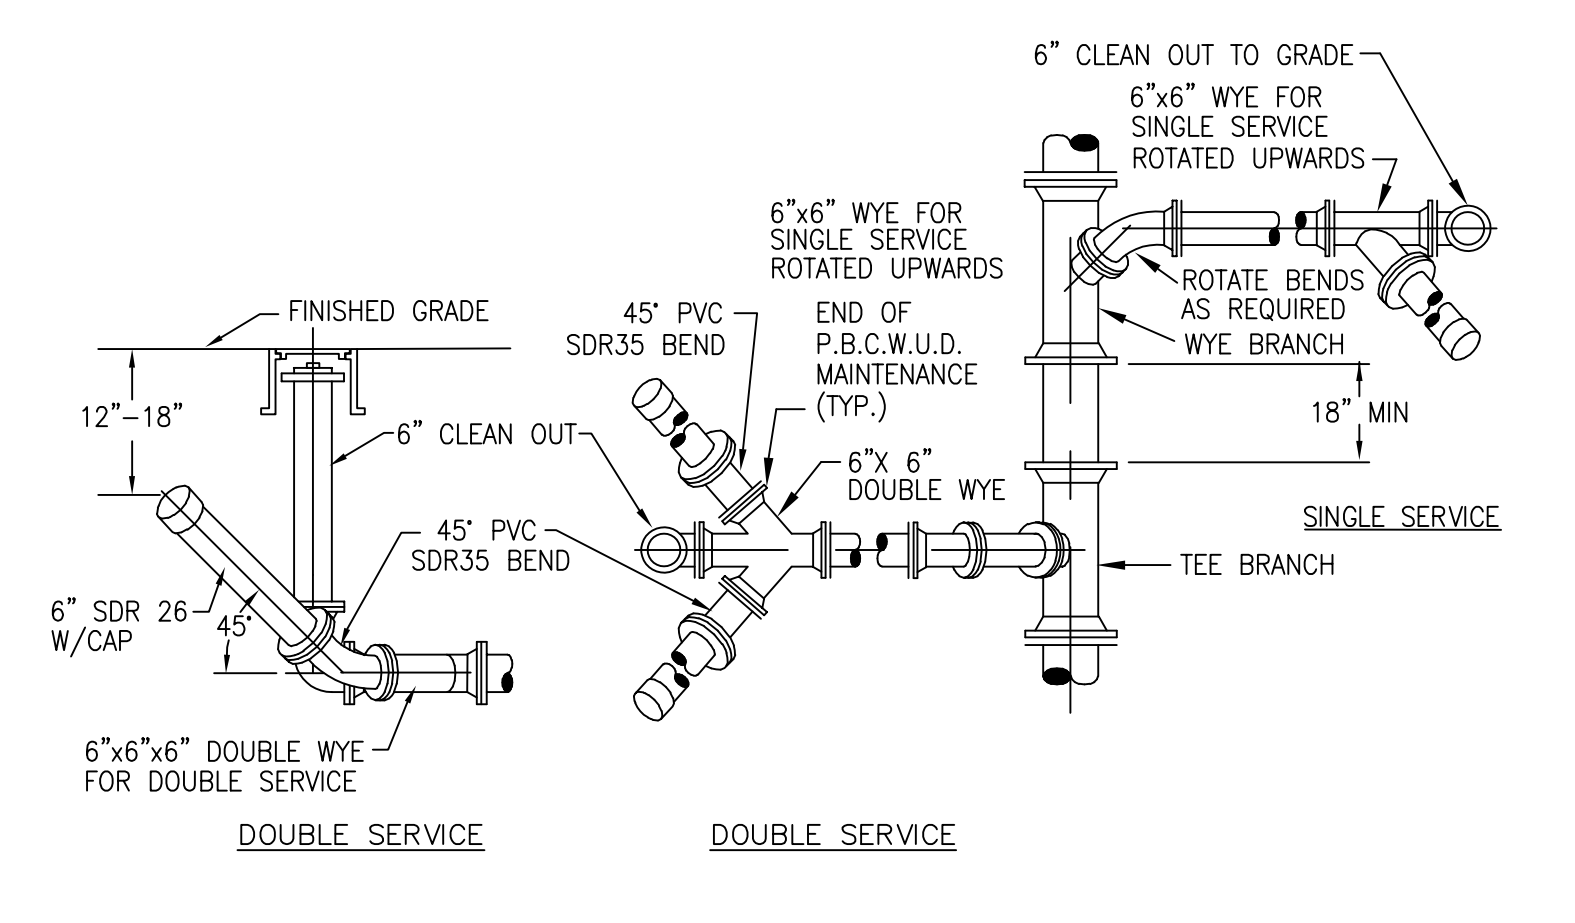 6” CLEAN OUT TO GRADE
6”x6” WYE FOR
SINGLE SERVICE
ROTATED UPWARDS
6”x6” WYE FOR
SINGLE SERVICE
ROTATED UPWARDS
ROTATE BENDS
AS REQUIRED
WYE BRANCH
FINISHED GRADE
45° PVC
SDR35 BEND
END OF
P.B.C.W.U.D.
MAINTENANCE
(TYP.)
12”-18”
18” MIN
6” CLEAN OUT
6”X 6”
DOUBLE WYE
SINGLE SERVICE
45° PVC
SDR35 BEND
TEE BRANCH
6” SDR 26
W/CAP
45°
6”x6”x6” DOUBLE WYE
FOR DOUBLE SERVICE
DOUBLE SERVICE
DOUBLE SERVICE